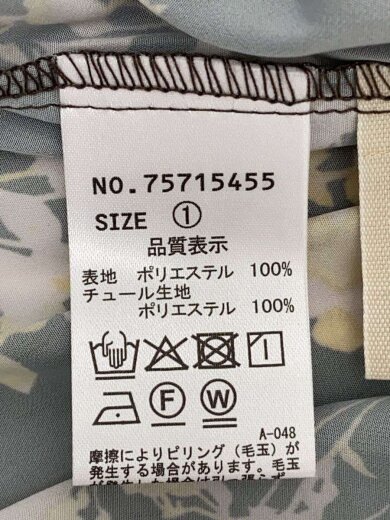 NO.75715455
SIZE ①
品質表示
表地 ポリエステル 100%
チュール生地
ポリエステル 100%
F W
A-048
摩擦によりピリング（毛玉）が
発生する場合があります。毛玉